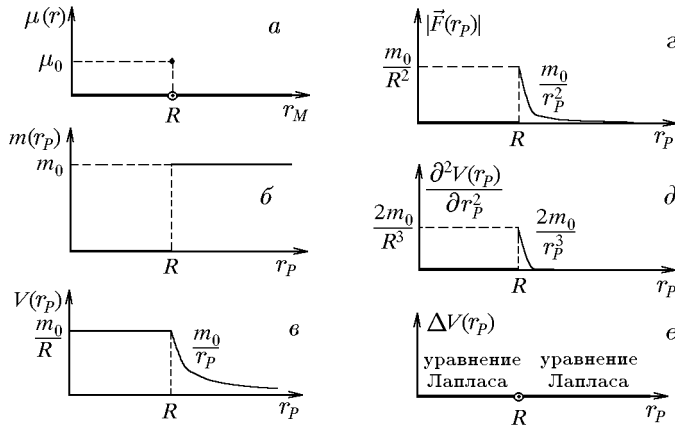 μ(r)
а
μ₀
R
r_M
m(r_P)
m₀
б
R
r_P
V(r_P)
m₀/R
m₀/r_P
в
R
r_P
|F⃗(r_P)|
г
m₀/R²
m₀/r_P²
R
r_P
∂²V(r_P)/∂r_P²
д
2m₀/R³
2m₀/r_P³
R
r_P
ΔV(r_P)
е
уравнение уравнение
Лапласа Лапласа
R
r_P